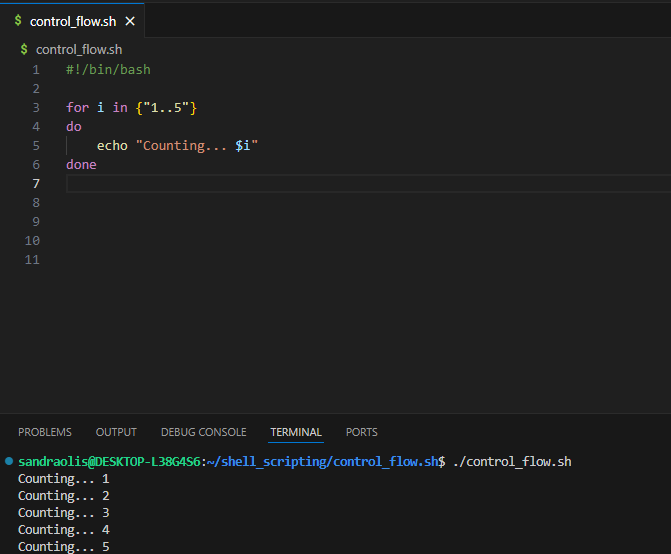 $ control_flow.sh ×
$ control_flow.sh
1 #!/bin/bash
2
3 for i in {"1..5"}
4 do
5 echo "Counting... $i"
6 done
7
8
9
10
11
PROBLEMS OUTPUT DEBUG CONSOLE TERMINAL PORTS
sandraolis@DESKTOP-L38G4S6:~/shell_scripting/control_flow.sh$ ./control_flow.sh
Counting... 1
Counting... 2
Counting... 3
Counting... 4
Counting... 5